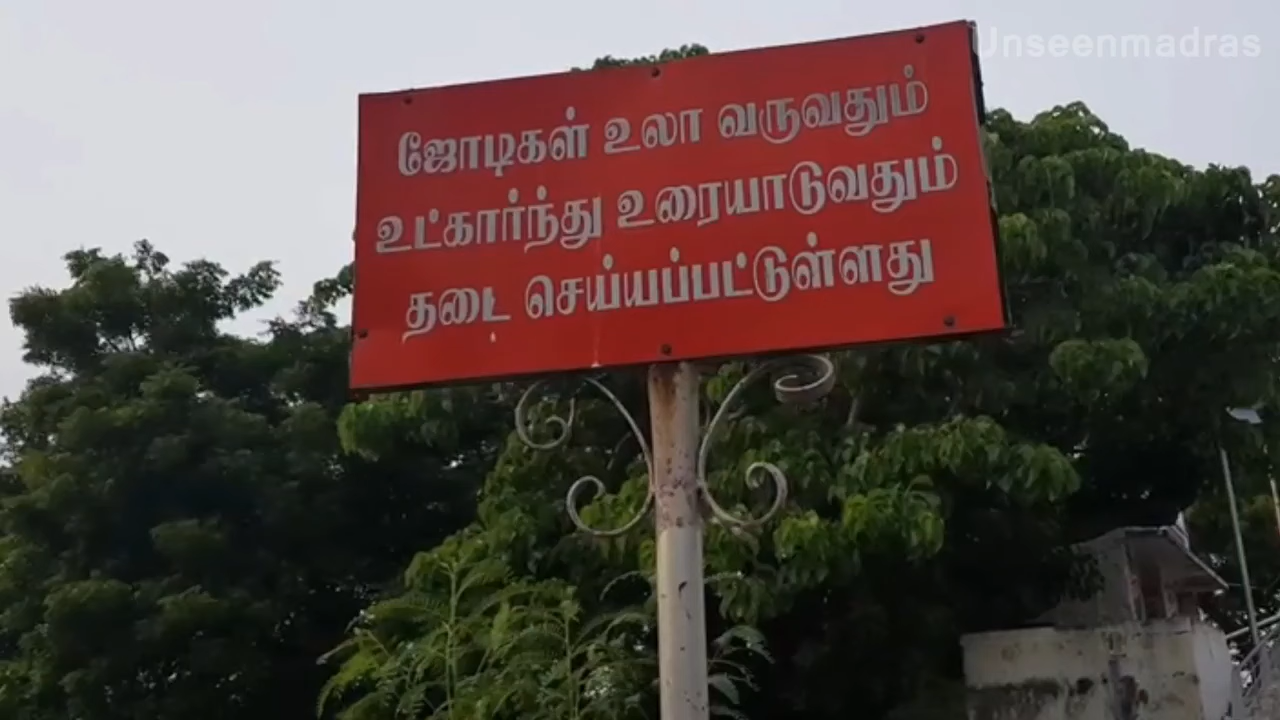 Unseenmadras
ஜோடிகள் உலா வருவதும்
உட்கார்ந்து உரையாடுவதும்
தடை செய்யப்பட்டுள்ளது